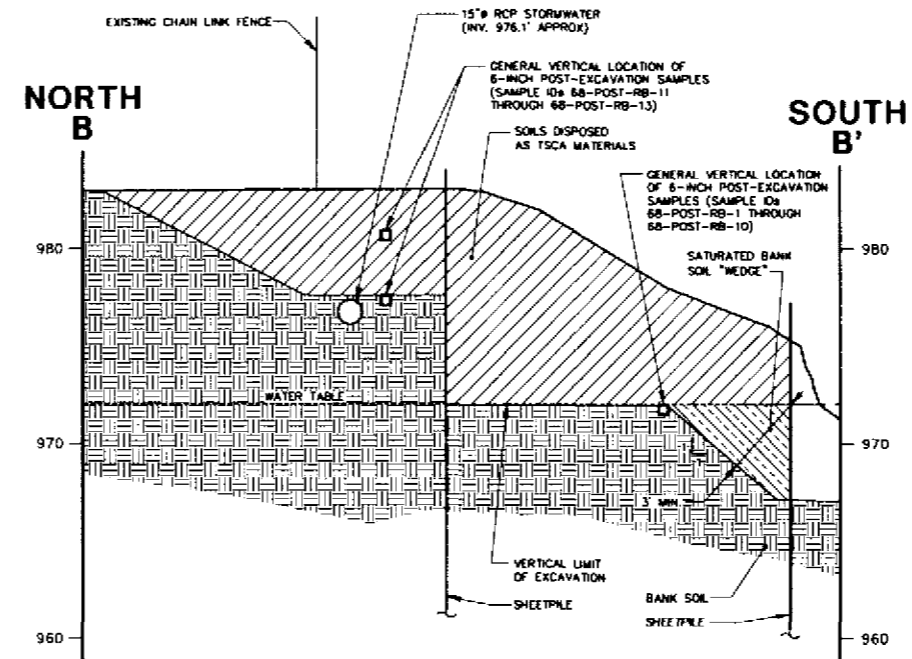 EXISTING CHAIN LINK FENCE
15"ø RCP STORMWATER
(INV. 976.1' APPROX)
GENERAL VERTICAL LOCATION OF
6-INCH POST-EXCAVATION SAMPLES
(SAMPLE IDs 68-POST-RB-11
THROUGH 68-POST-RB-13)
NORTH
B
SOUTH
B'
SOILS DISPOSED
AS TSCA MATERIALS
GENERAL VERTICAL LOCATION
OF 6-INCH POST-EXCAVATION
SAMPLES (SAMPLE IDs
68-POST-RB-1 THROUGH
68-POST-RB-10)
980
980
SATURATED BANK
SOIL "WEDGE"
WATER TABLE
970
970
1
1
3' MIN
VERTICAL LIMIT
OF EXCAVATION
SHEETPILE
BANK SOIL
SHEETPILE
960
960